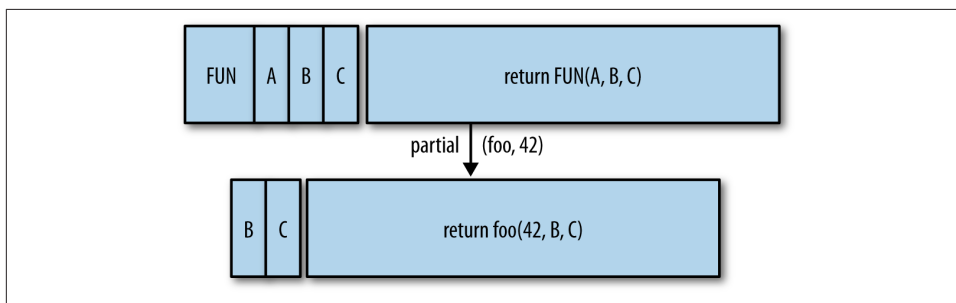 FUN A B C return FUN(A, B, C)
partial (foo, 42)
B C return foo(42, B, C)